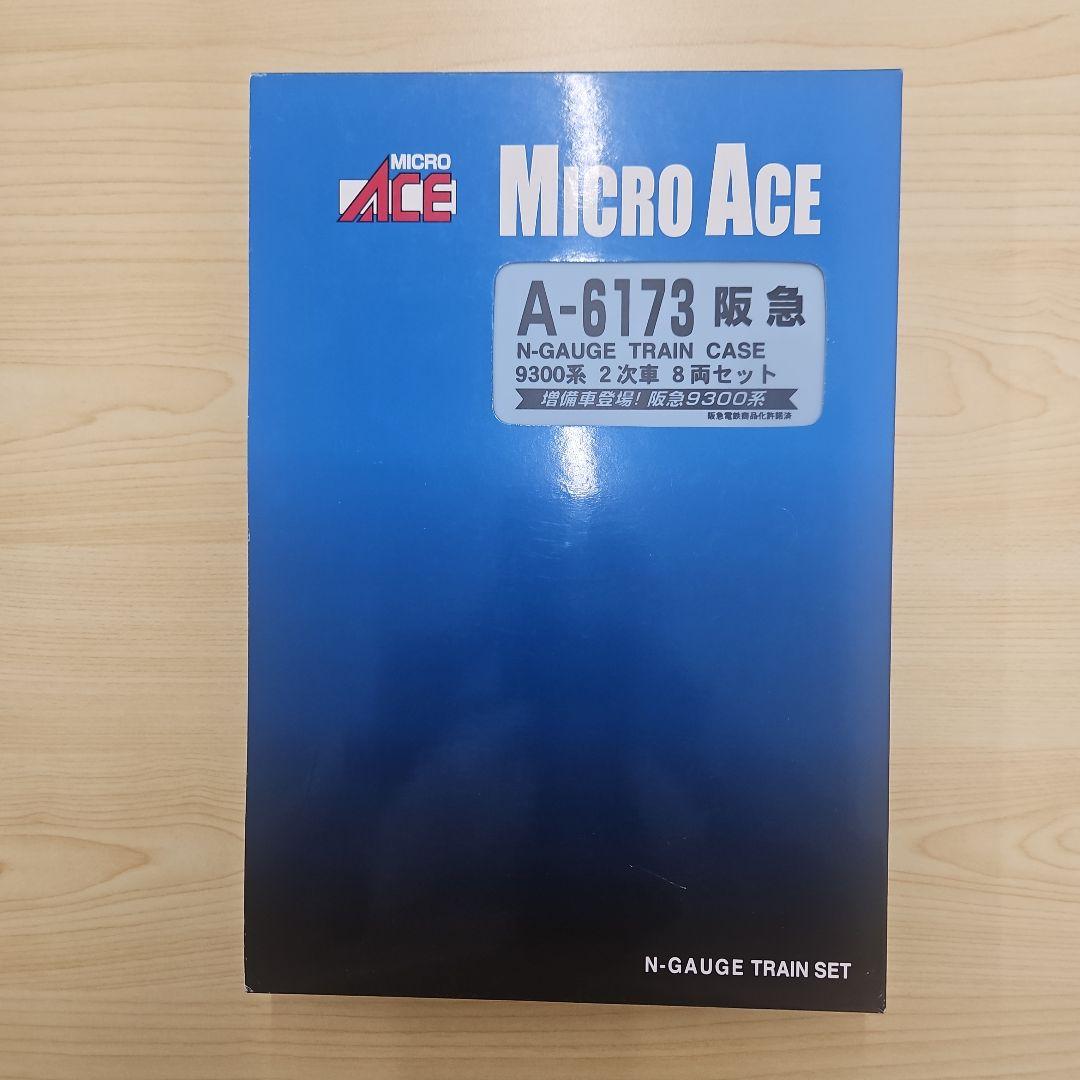 MICRO
ACE
MICRO ACE
A-6173 阪急
N-GAUGE TRAIN CASE
9300系 2次車 8両セット
増備車登場! 阪急9300系
阪急電鉄商品化許諾済
N-GAUGE TRAIN SET